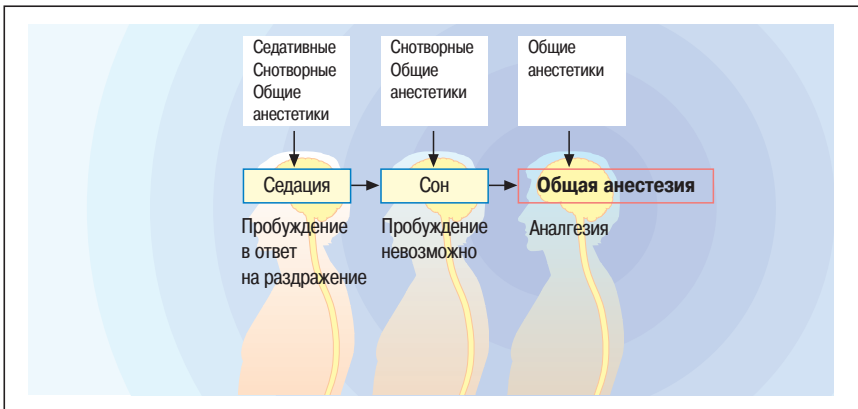 Седативные
Снотворные
Общие
анестетики
Снотворные
Общие
анестетики
Общие
анестетики
Седация
Сон
Общая анестезия
Пробуждение
в ответ
на раздражение
Пробуждение
невозможно
Аналгезия